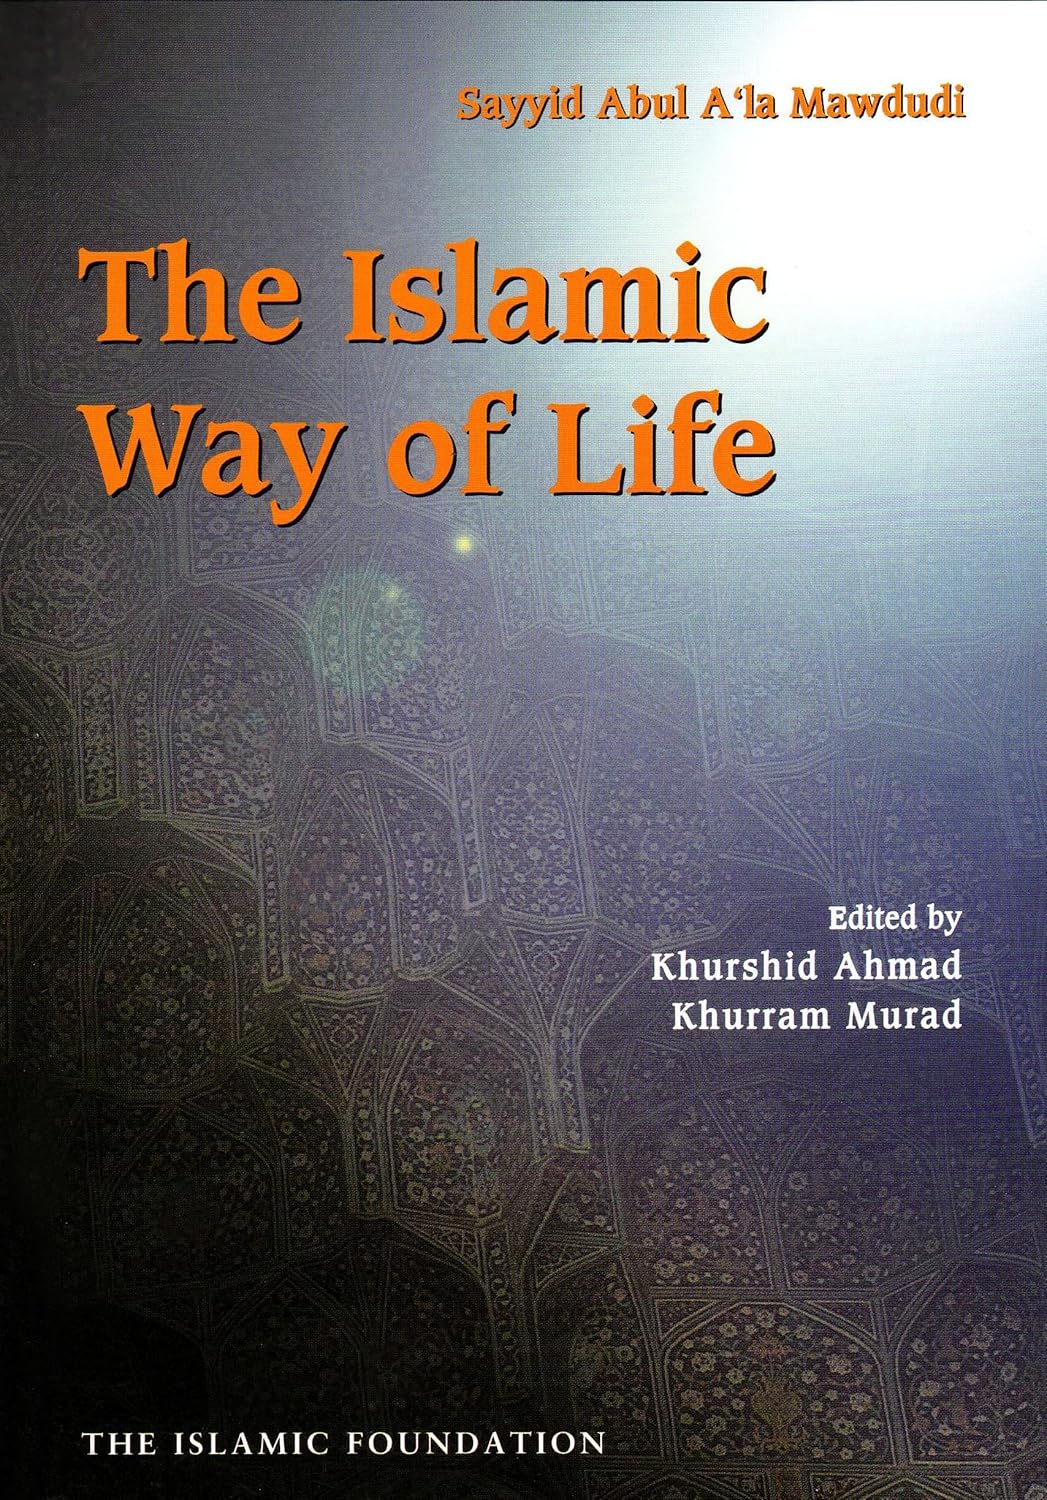 Sayyid Abul A‘la Mawdudi
The Islamic
Way of Life
Edited by
Khurshid Ahmad
Khurram Murad
THE ISLAMIC FOUNDATION